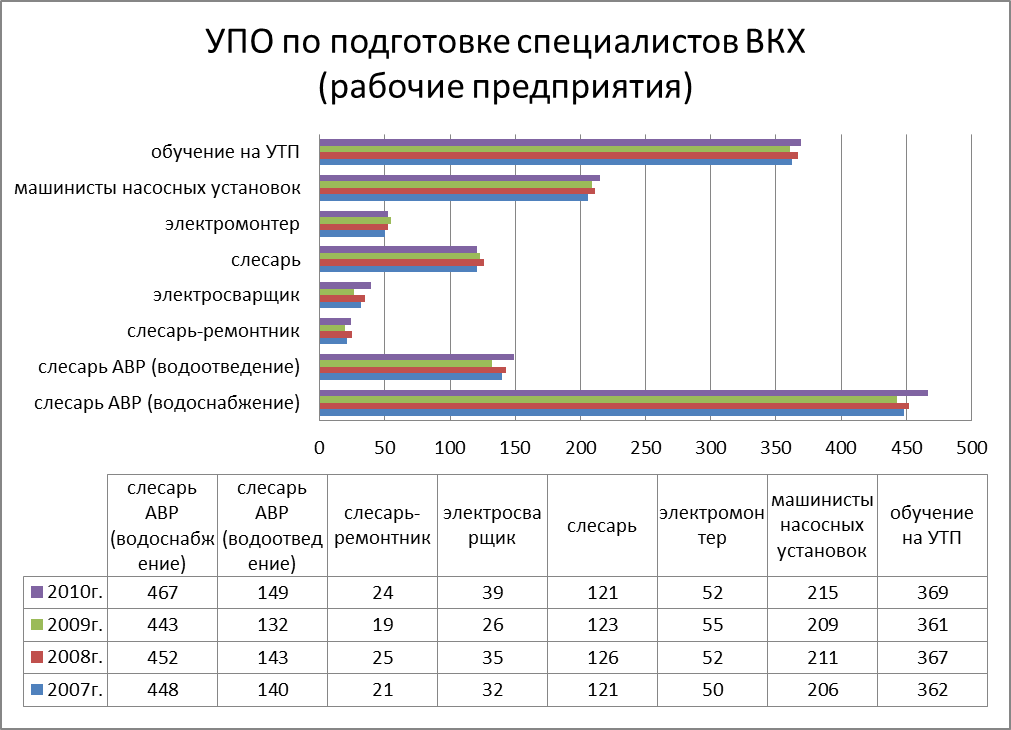 УПО по подготовке специалистов ВКХ
(рабочие предприятия)
обучение на УТП
машинисты насосных установок
электромонтер
слесарь
электросварщик
слесарь-ремонтник
слесарь АВР (водоотведение)
слесарь АВР (водоснабжение)
0 50 100 150 200 250 300 350 400 450 500
слесарь АВР (водоснабж ение) слесарь АВР (водоотвед ение) слесарь- ремонтник электросва рщик слесарь электромон тер машинисты насосных установок обучение на УТП
2010г. 467 149 24 39 121 52 215 369
2009г. 443 132 19 26 123 55 209 361
2008г. 452 143 25 35 126 52 211 367
2007г. 448 140 21 32 121 50 206 362